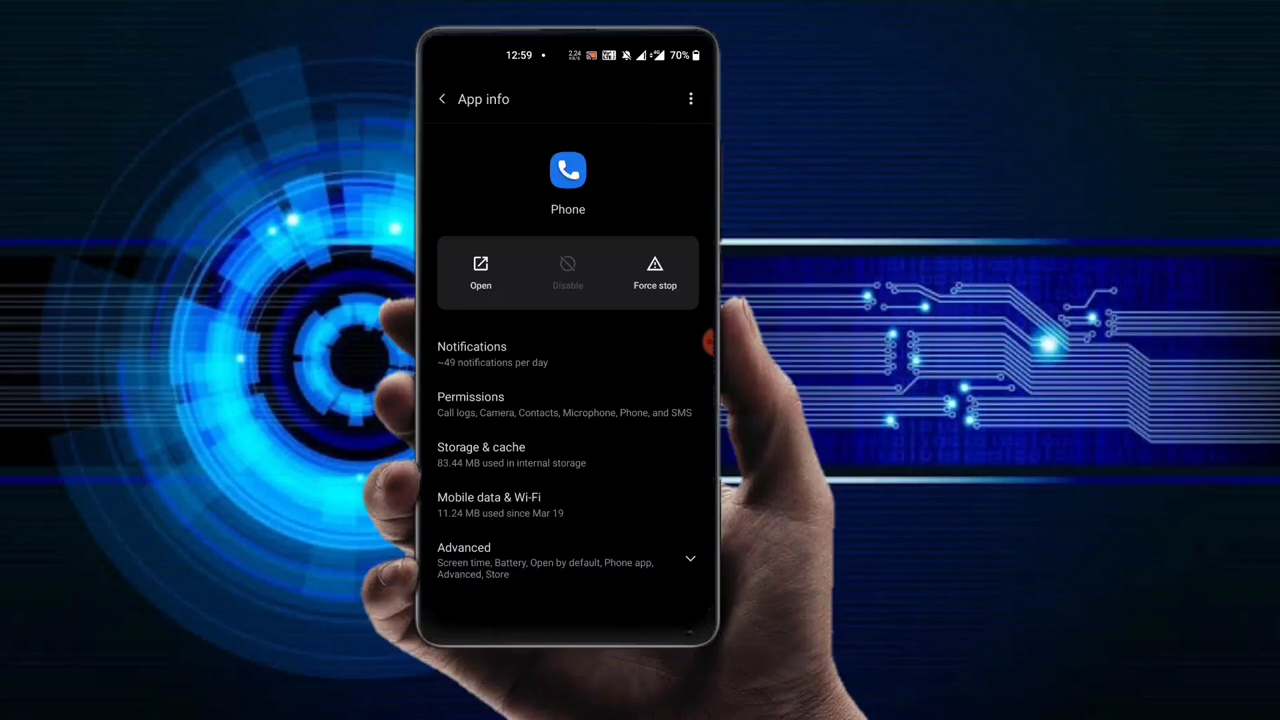 12:59 70%
App info
Phone
Open Disable Force stop
Notifications
~49 notifications per day
Permissions
Call logs, Camera, Contacts, Microphone, Phone, and SMS
Storage & cache
83.44 MB used in internal storage
Mobile data & Wi-Fi
11.24 MB used since Mar 19
Advanced
Screen time, Battery, Open by default, Phone app,
Advanced, Store